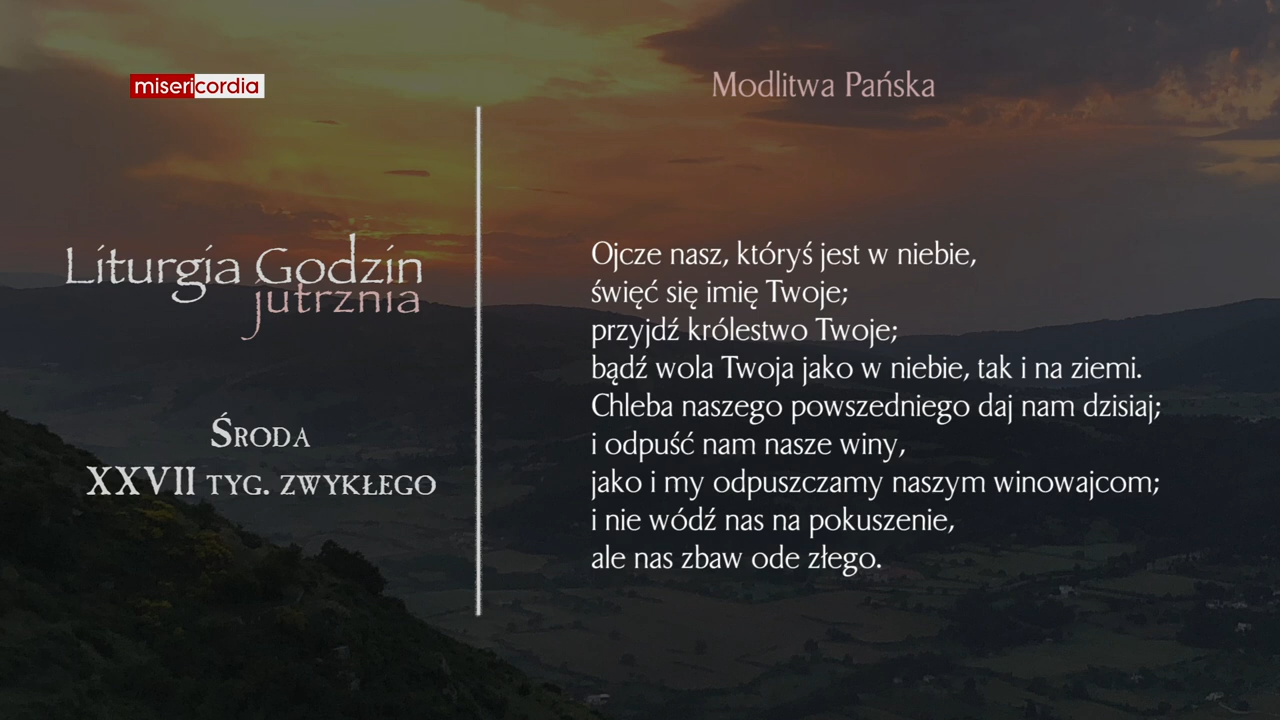 misericordia
Liturgia Godzin
jutrznia
Środa
XXVII tyg. zwykłego
Modlitwa Pańska
Ojcze nasz, któryś jest w niebie,
święć się imię Twoje;
przyjdź królestwo Twoje;
bądź wola Twoja jako w niebie, tak i na ziemi.
Chleba naszego powszedniego daj nam dzisiaj;
i odpuść nam nasze winy,
jako i my odpuszczamy naszym winowajcom;
i nie wódź nas na pokuszenie,
ale nas zbaw ode złego.